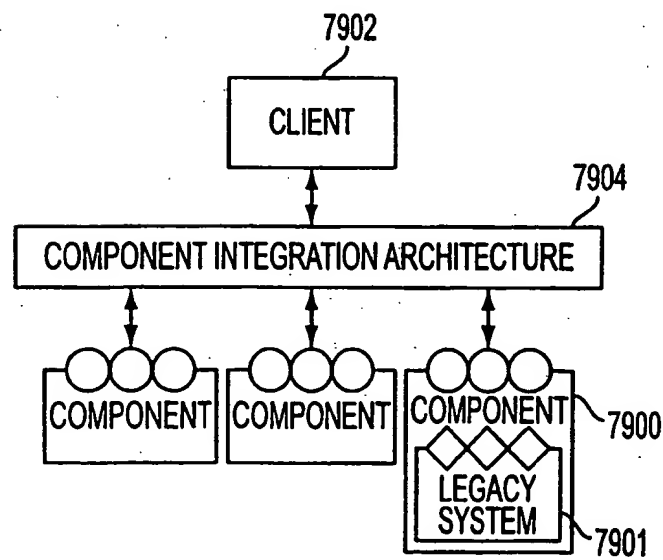 7902
CLIENT
7904
COMPONENT INTEGRATION ARCHITECTURE
COMPONENT
COMPONENT
COMPONENT
7900
LEGACY
SYSTEM
7901